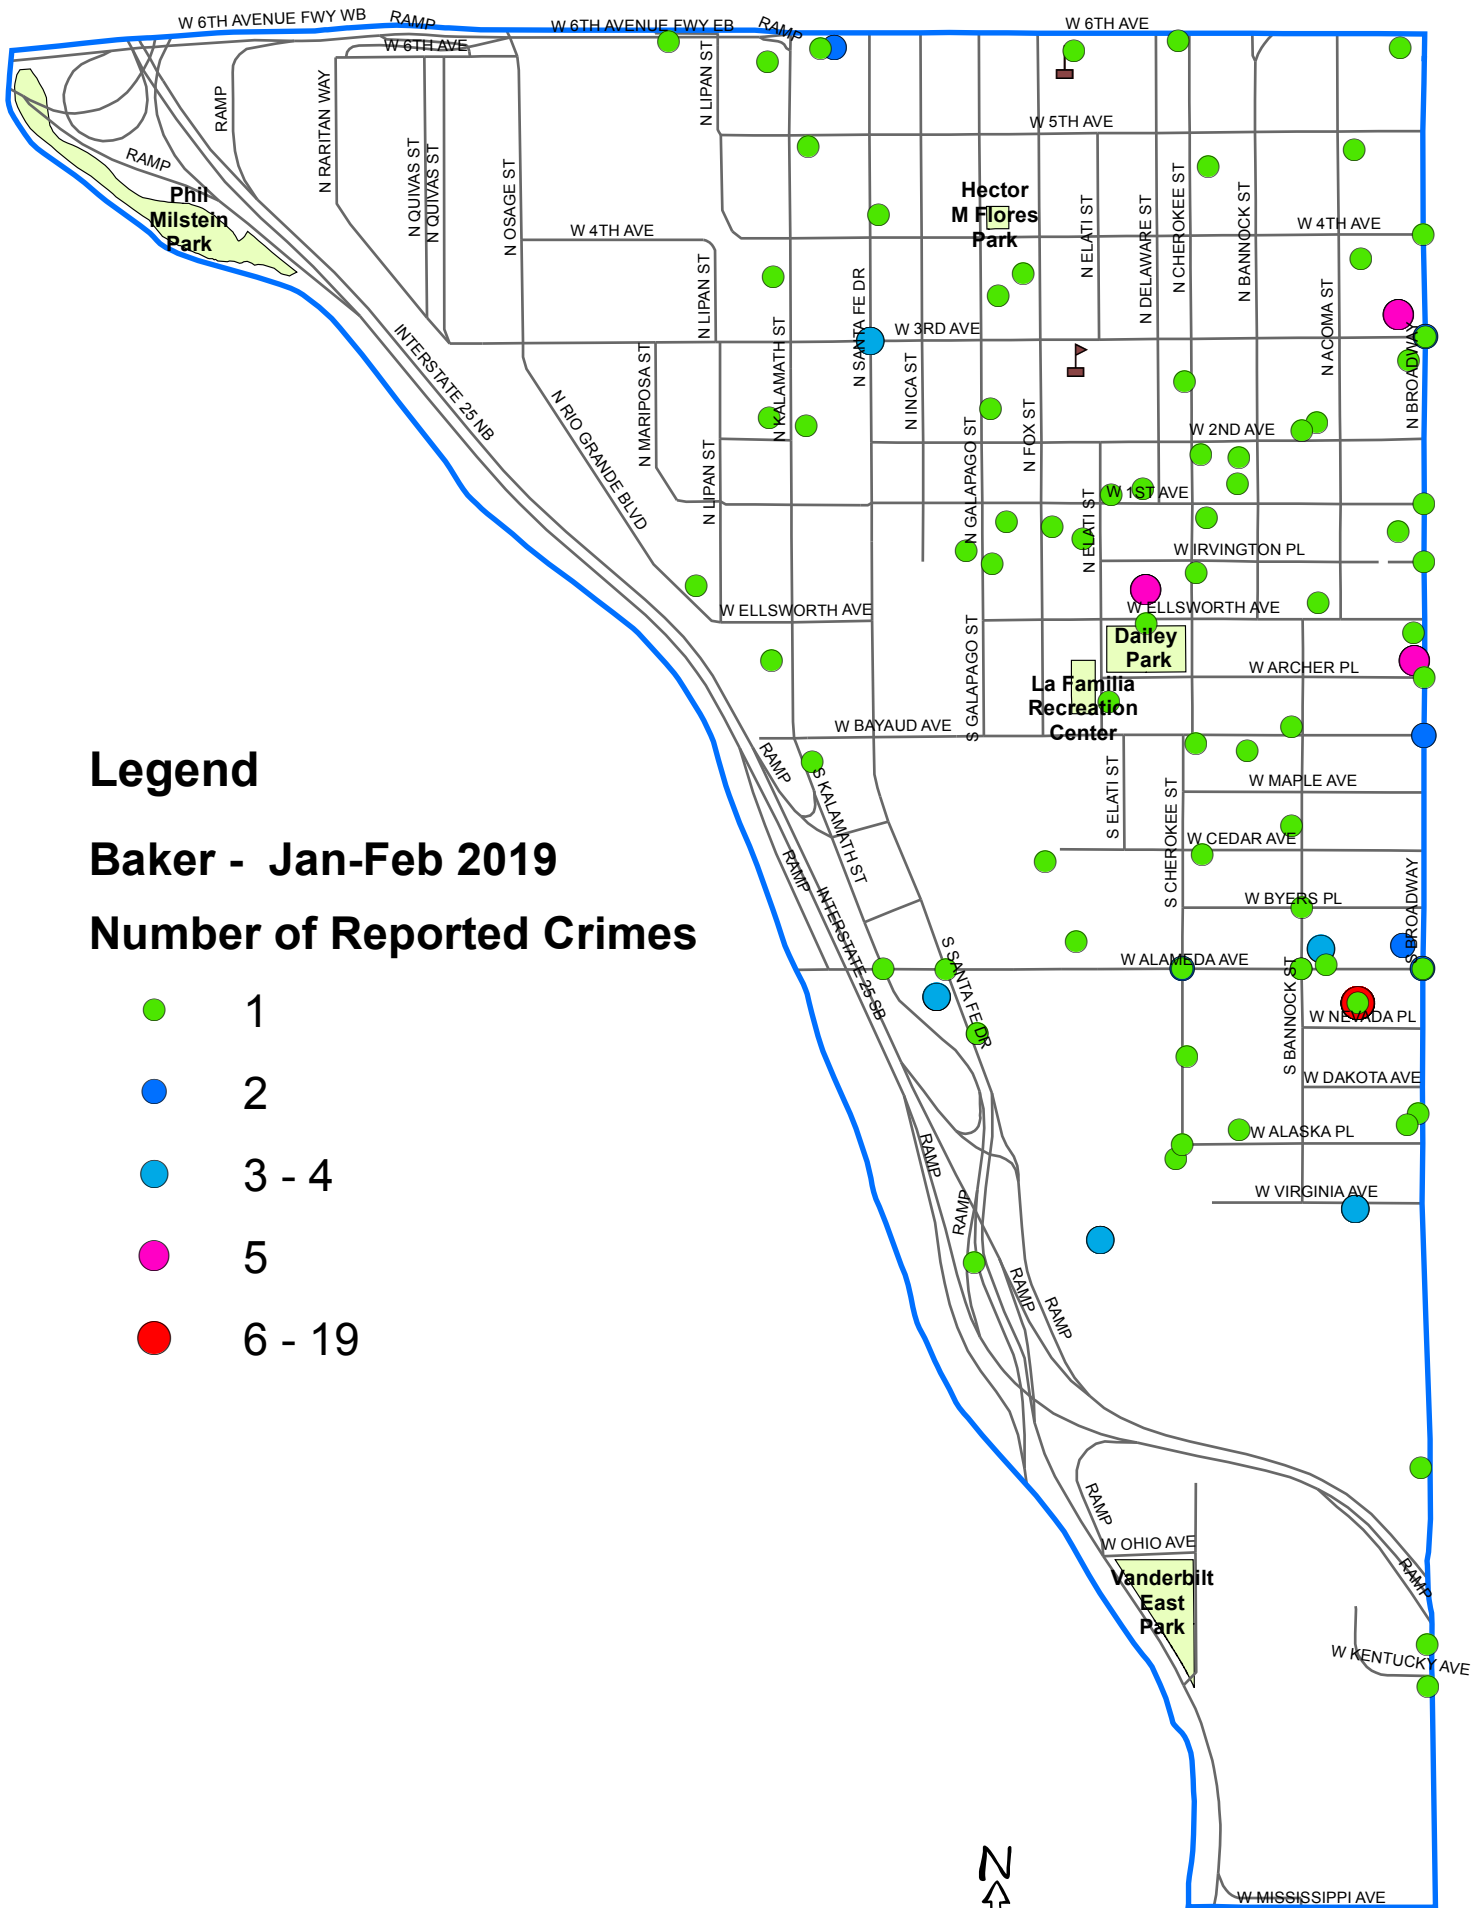 W 6TH AVENUE FWY WB
RAMP
W 6TH AVENUE FWY EB
RAMP
W 6TH AVE
W 6TH AVE
N LIPAN ST
RAMP
N RARITAN WAY
W 5TH AVE
RAMP
N QUIVAS ST
N QUIVAS ST
N OSAGE ST
Phil
Milstein
Park
Hector
M Flores
Park
N ELATI ST
N DELAWARE ST
N CHEROKEE ST
N BANNOCK ST
W 4TH AVE
W 4TH AVE
N LIPAN ST
N SANTA FE DR
N KALAMATH ST
W 3RD AVE
N ACOMA ST
N BROADWAY
INTERSTATE 25 NB
N MARIPOSA ST
N INCA ST
N RIO GRANDE BLVD
N GALAPAGO ST
N FOX ST
W 2ND AVE
N LIPAN ST
W 1ST AVE
N ELATI ST
W IRVINGTON PL
W ELLSWORTH AVE
W ELLSWORTH AVE
Dailey
Park
S GALAPAGO ST
W ARCHER PL
La Familia
Recreation
Center
W BAYAUD AVE
RAMP
S KALAMATH ST
S ELATI ST
S CHEROKEE ST
W MAPLE AVE
W CEDAR AVE
Legend
Baker - Jan-Feb 2019
Number of Reported Crimes
1
2
3 - 4
5
6 - 19
RAMP
INTERSTATE 25 SB
W BYERS PL
S BROADWAY
S SANTA FE DR
W ALAMEDA AVE
S BANNOCK ST
W NEVADA PL
W DAKOTA AVE
W ALASKA PL
RAMP
RAMP
W VIRGINIA AVE
RAMP
RAMP
RAMP
W OHIO AVE
RAMP
Vanderbilt
East
Park
W KENTUCKY AVE
N
W MISSISSIPPI AVE